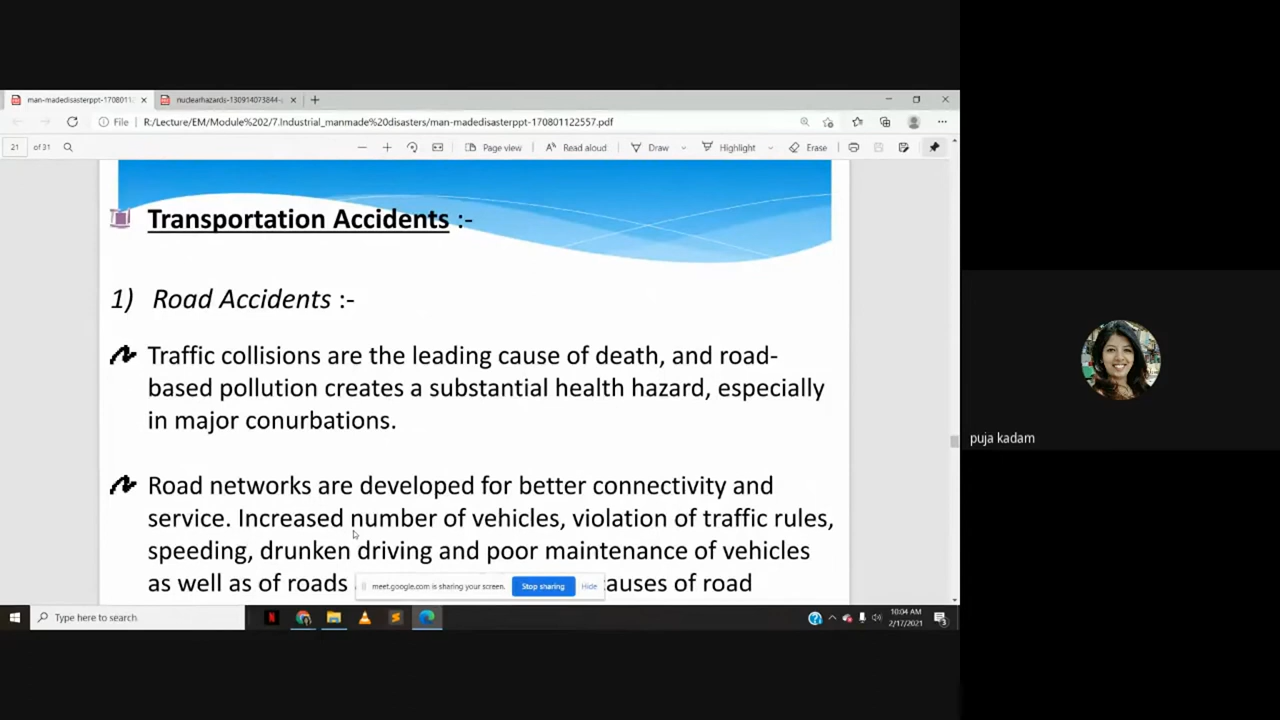 man-madedisasterppt-170801
nuclearhazards-130914073844-
File
R:/Lecture/EM/Module%202/7.Industrial_manmade%20disasters/man-madedisasterppt-170801122557.pdf
21 of 31
Page view
Read aloud
Draw
Highlight
Erase
Transportation Accidents :-
1) Road Accidents :-
Traffic collisions are the leading cause of death, and road-
based pollution creates a substantial health hazard, especially
in major conurbations.
Road networks are developed for better connectivity and
service. Increased number of vehicles, violation of traffic rules,
speeding, drunken driving and poor maintenance of vehicles
as well as of roads
causes of road
meet.google.com is sharing your screen.
Stop sharing
Hide
puja kadam
Type here to search
10:04 AM
2/17/2021